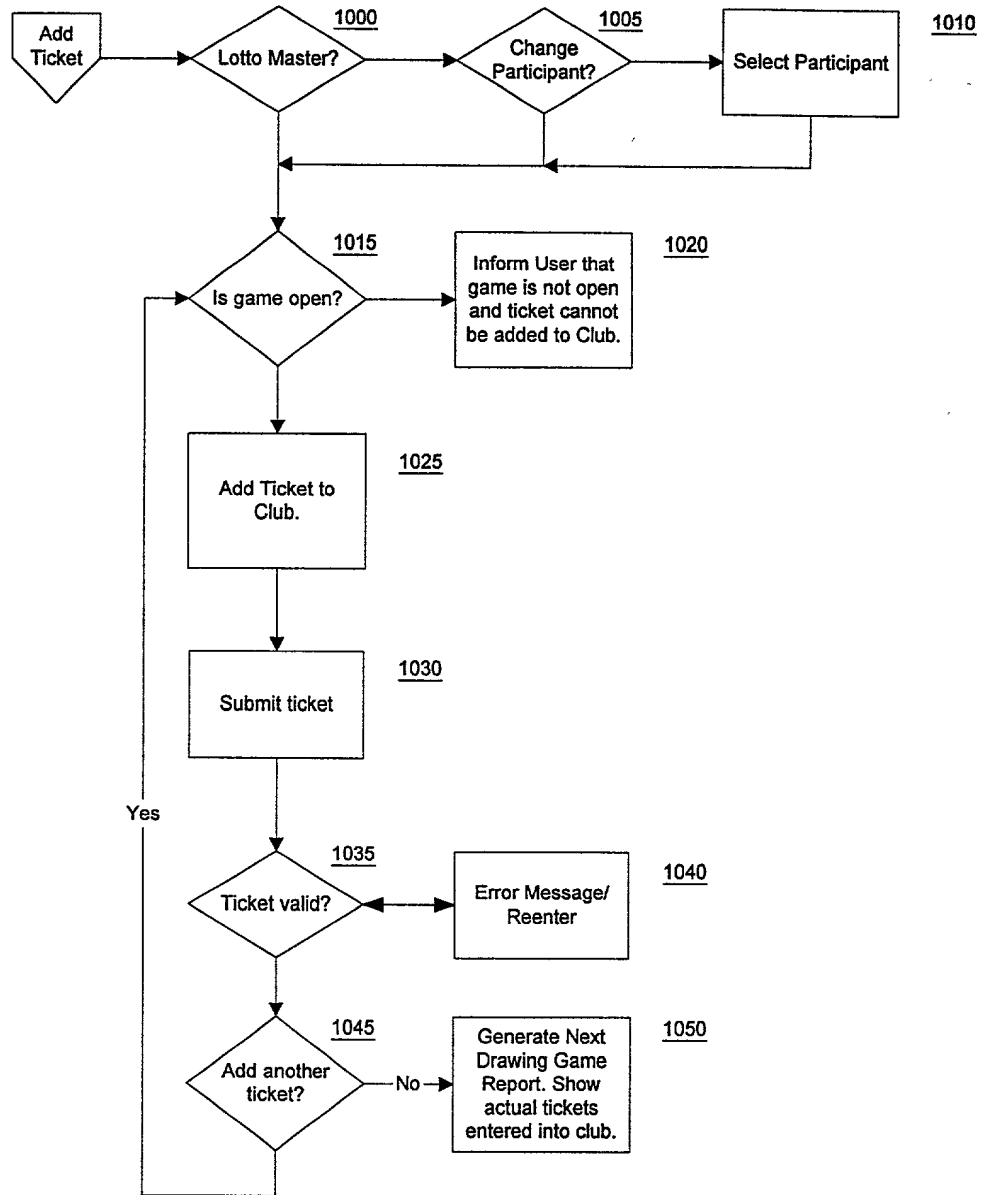 Add
Ticket
1000
Lotto Master?
1005
Change
Participant?
1010
Select Participant
1015
Is game open?
1020
Inform User that
game is not open
and ticket cannot
be added to Club.
1025
Add Ticket to
Club.
1030
Submit ticket
Yes
1035
Ticket valid?
1040
Error Message/
Reenter
1045
Add another
ticket?
No
1050
Generate Next
Drawing Game
Report. Show
actual tickets
entered into club.